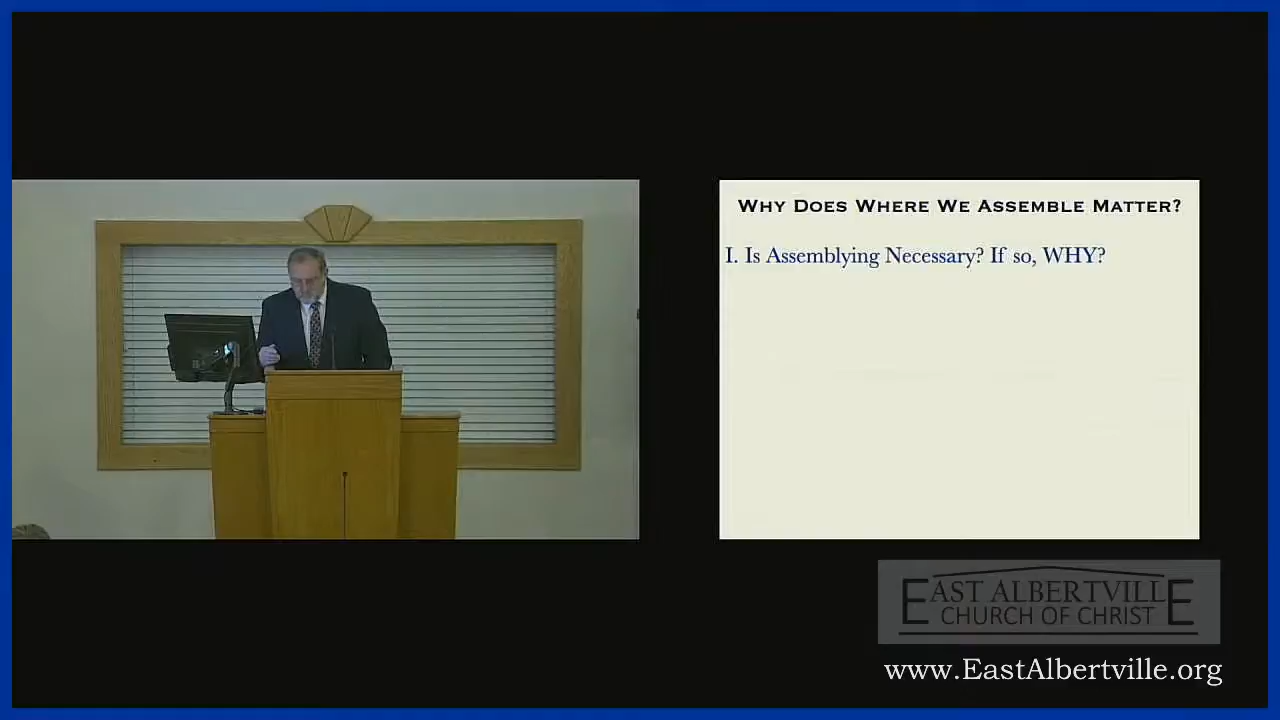 WHY DOES WHERE WE ASSEMBLE MATTER?
I. Is Assemblying Necessary? If so, WHY?
EAST ALBERTVILLE
CHURCH OF CHRIST
www.EastAlbertville.org